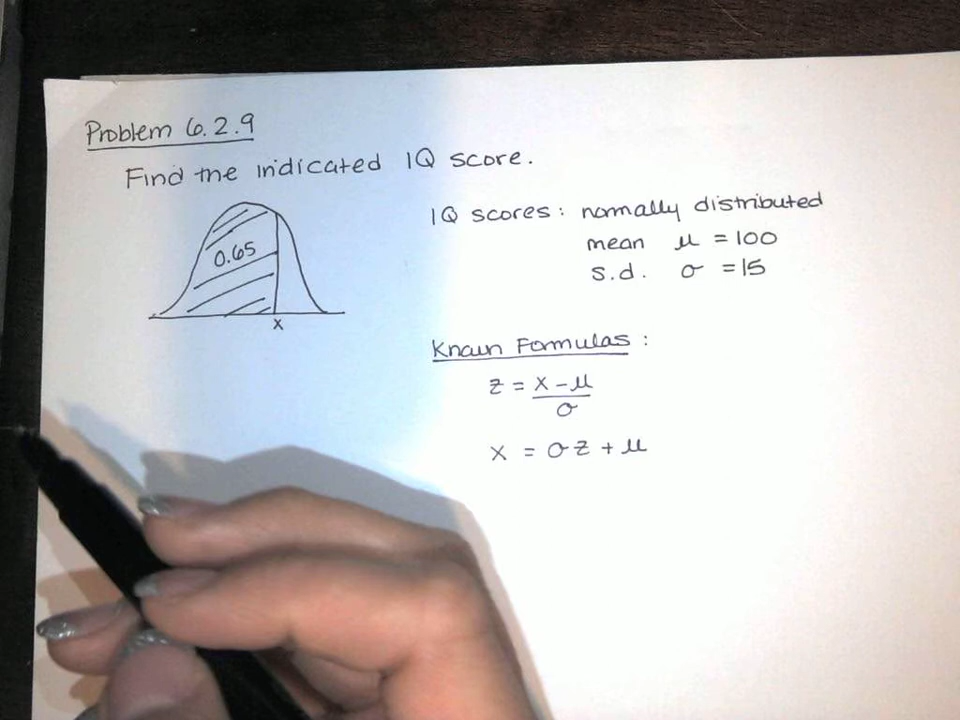 Problem 6.2.9
Find the indicated IQ score.
0.65
x
IQ scores: normally distributed
mean μ = 100
s.d. σ = 15
Known Formulas:
z = x - μ / σ
x = σz + μ